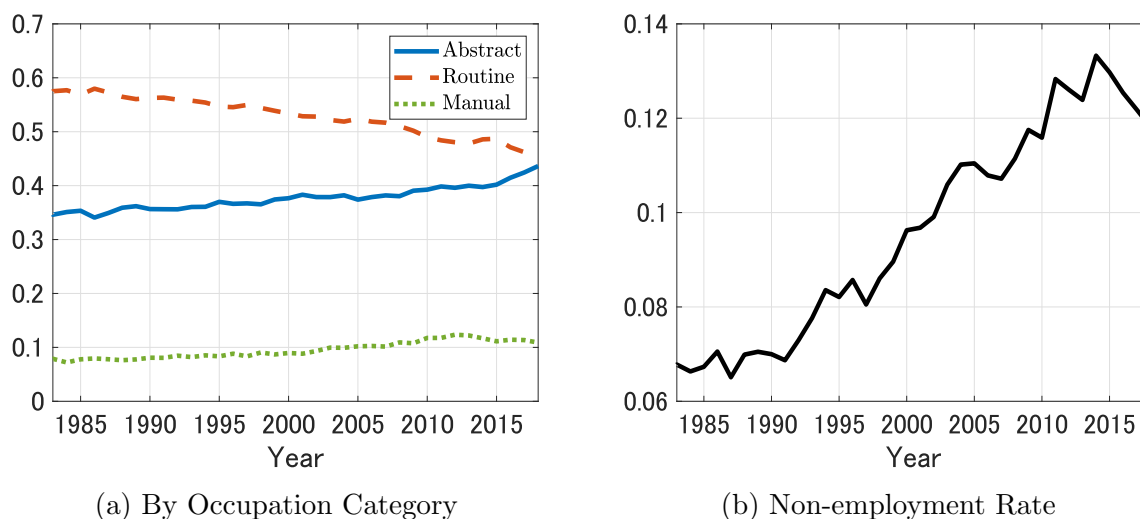 0.7
0.6
0.5
0.4
0.3
0.2
0.1
0
Abstract
Routine
Manual
1985 1990 1995 2000 2005 2010 2015
Year
(a) By Occupation Category
0.14
0.12
0.1
0.08
0.06
1985 1990 1995 2000 2005 2010 2015
Year
(b) Non-employment Rate